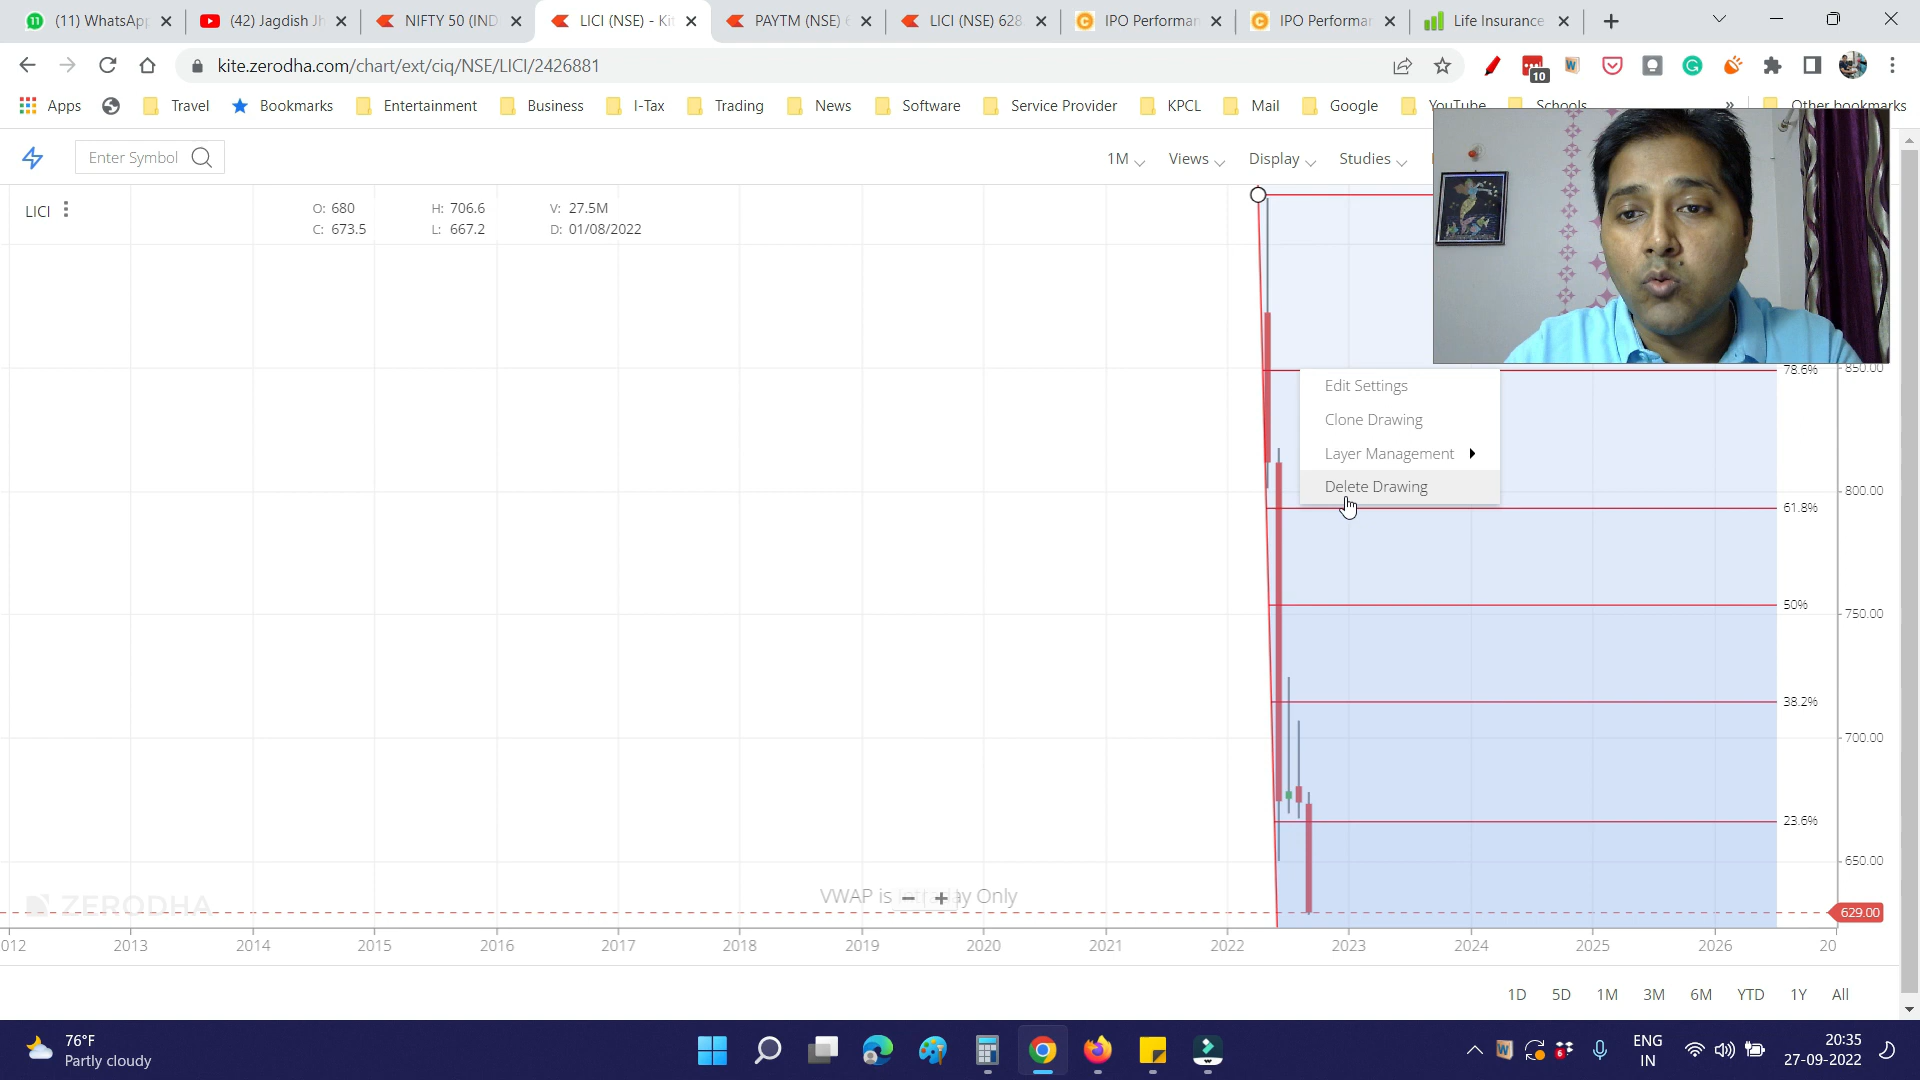 (11) WhatsApp
(42) Jagdish Jh
NIFTY 50 (IND
LICI (NSE) - Kit
PAYTM (NSE) 6
LICI (NSE) 628.
IPO Performan
IPO Performan
Life Insurance
kite.zerodha.com/chart/ext/ciq/NSE/LICI/2426881
10
Apps
Travel
Bookmarks
Entertainment
Business
I-Tax
Trading
News
Software
Service Provider
KPCL
Mail
Google
YouTube
Schools
»
Other bookmarks
Enter Symbol
1M
Views
Display
Studies
LICI
O: 680
H: 706.6
V: 27.5M
C: 673.5
L: 667.2
D: 01/08/2022
Edit Settings
Clone Drawing
Layer Management
Delete Drawing
78.6%
850.00
800.00
61.8%
750.00
50%
38.2%
700.00
23.6%
650.00
629.00
ZERODHA
VWAP is Intraday Only
012
2013
2014
2015
2016
2017
2018
2019
2020
2021
2022
2023
2024
2025
2026
20
1D
5D
1M
3M
6M
YTD
1Y
All
76°F
Partly cloudy
6
ENG
IN
20:35
27-09-2022